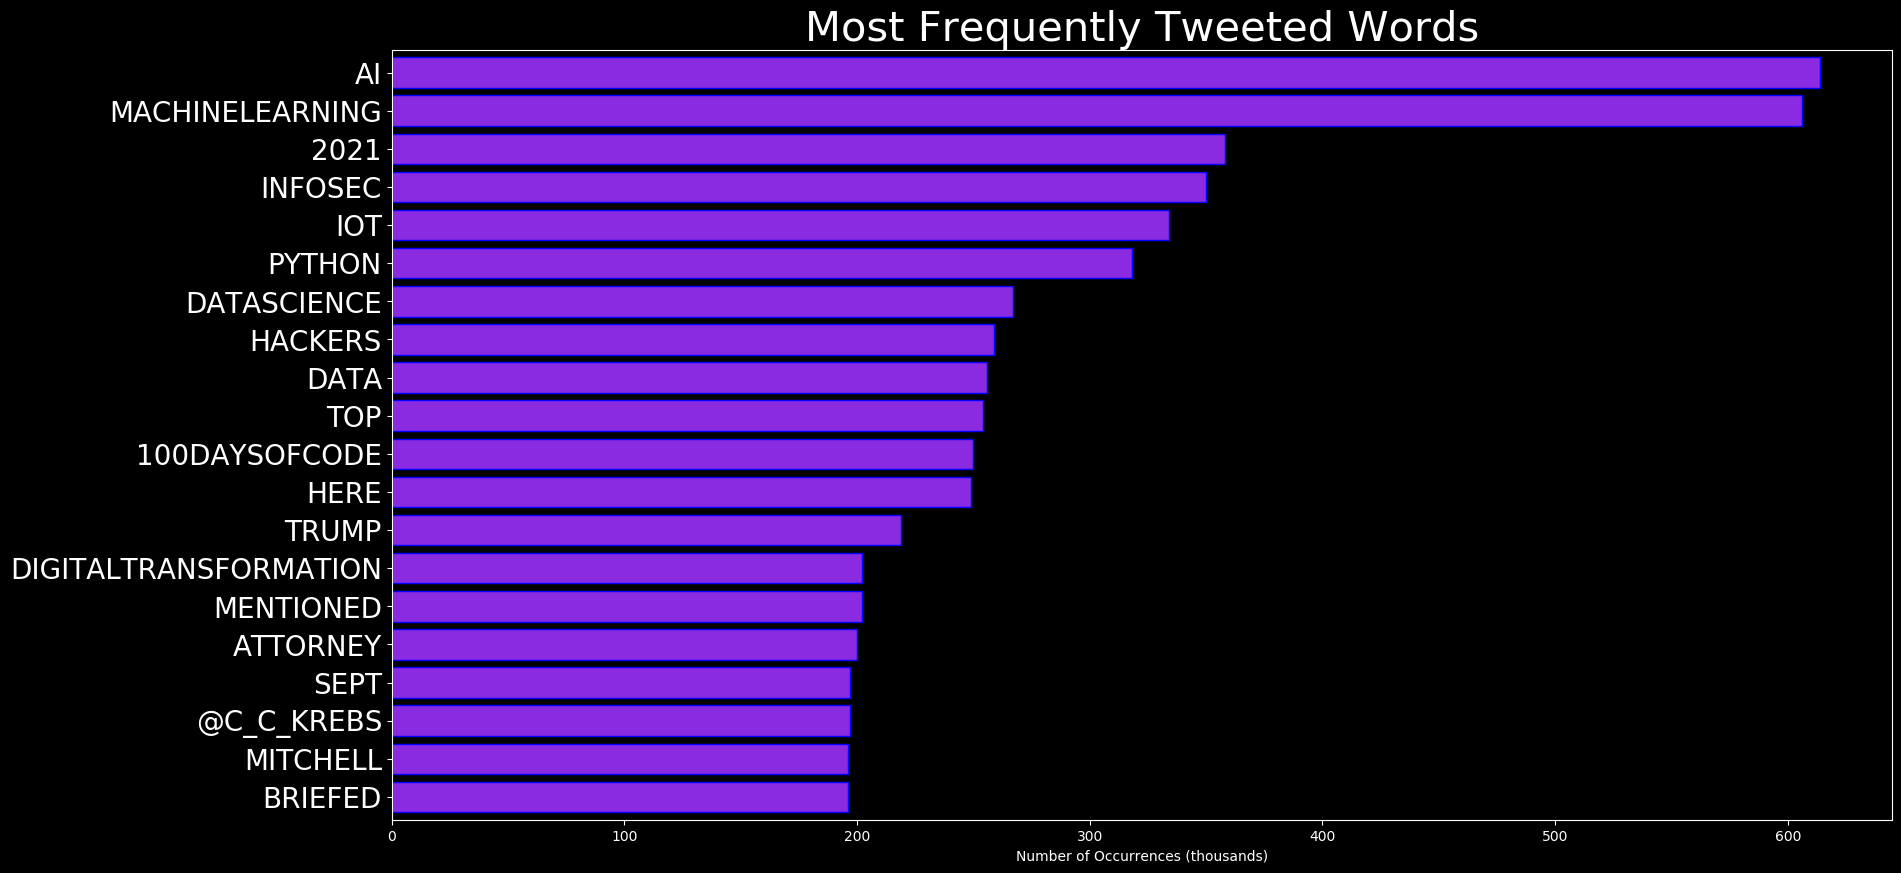 Most Frequently Tweeted Words
AI
MACHINELEARNING
2021
INFOSEC
IOT
PYTHON
DATASCIENCE
HACKERS
DATA
TOP
100DAYSOFCODE
HERE
TRUMP
DIGITALTRANSFORMATION
MENTIONED
ATTORNEY
SEPT
@C_C_KREBS
MITCHELL
BRIEFED
0 100 200 300 400 500 600
Number of Occurrences (thousands)